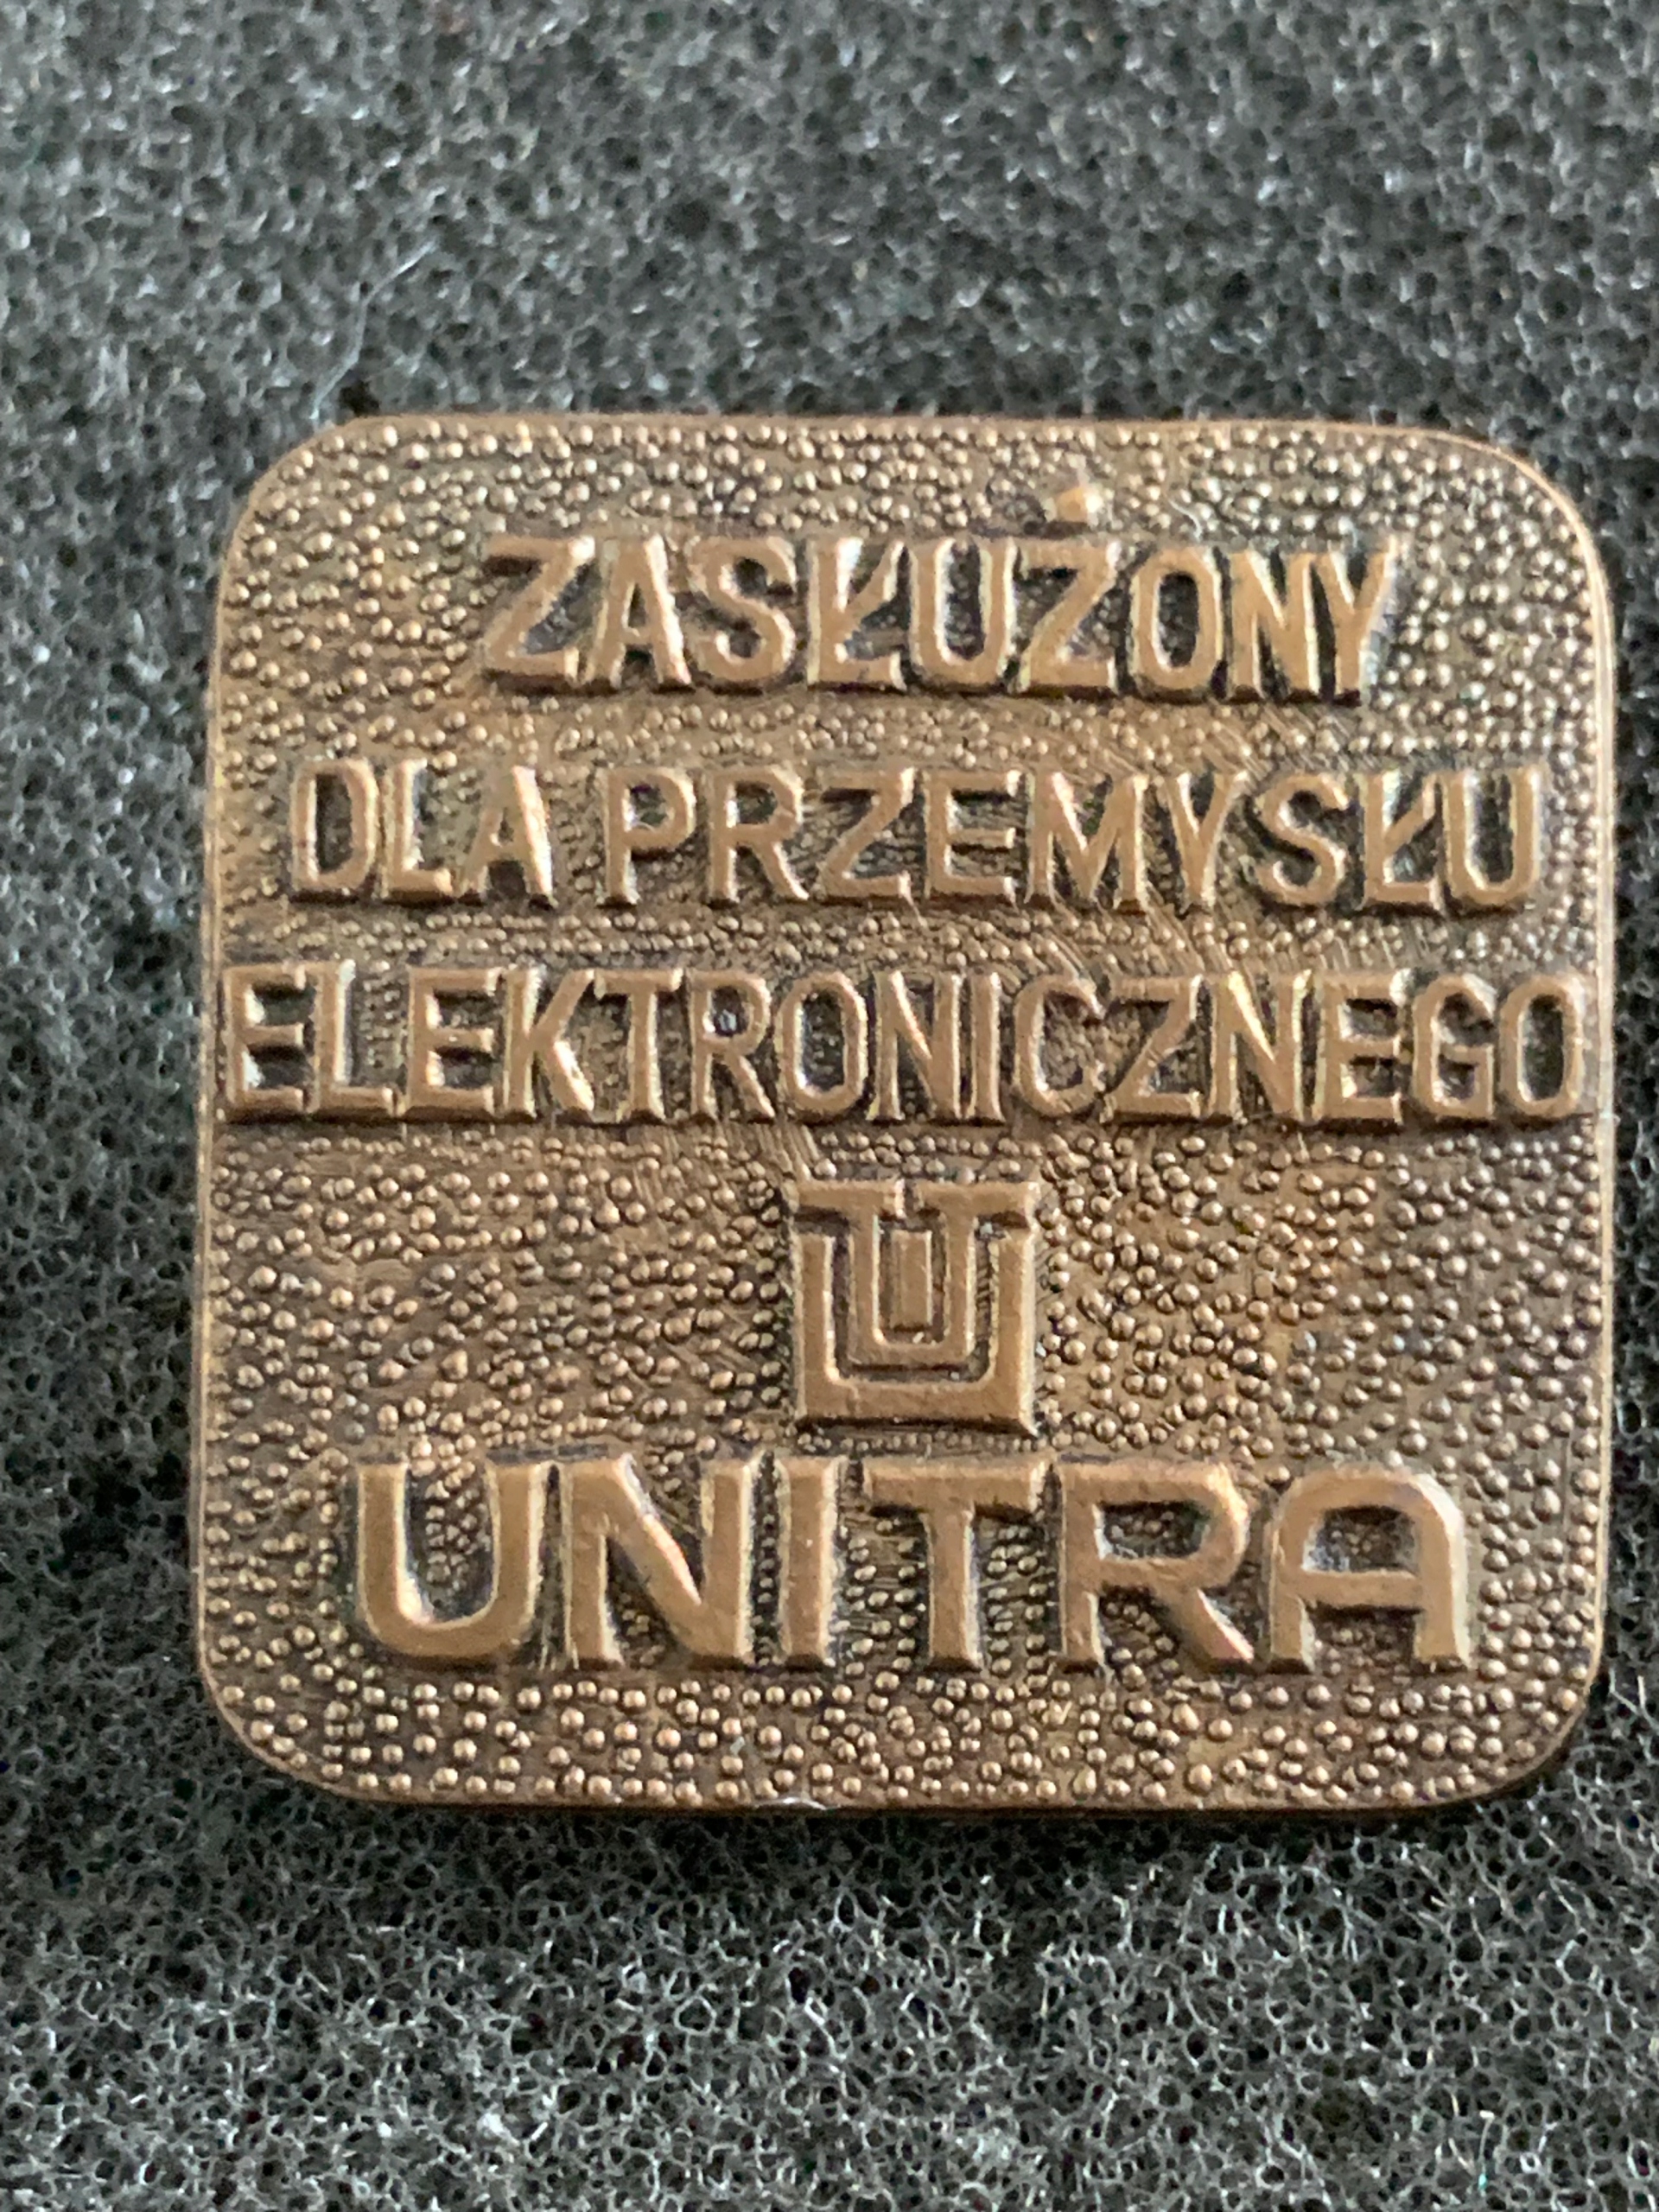 ZASŁUŻONY
DLA PRZEMYSŁU
ELEKTRONICZNEGO
UNITRA